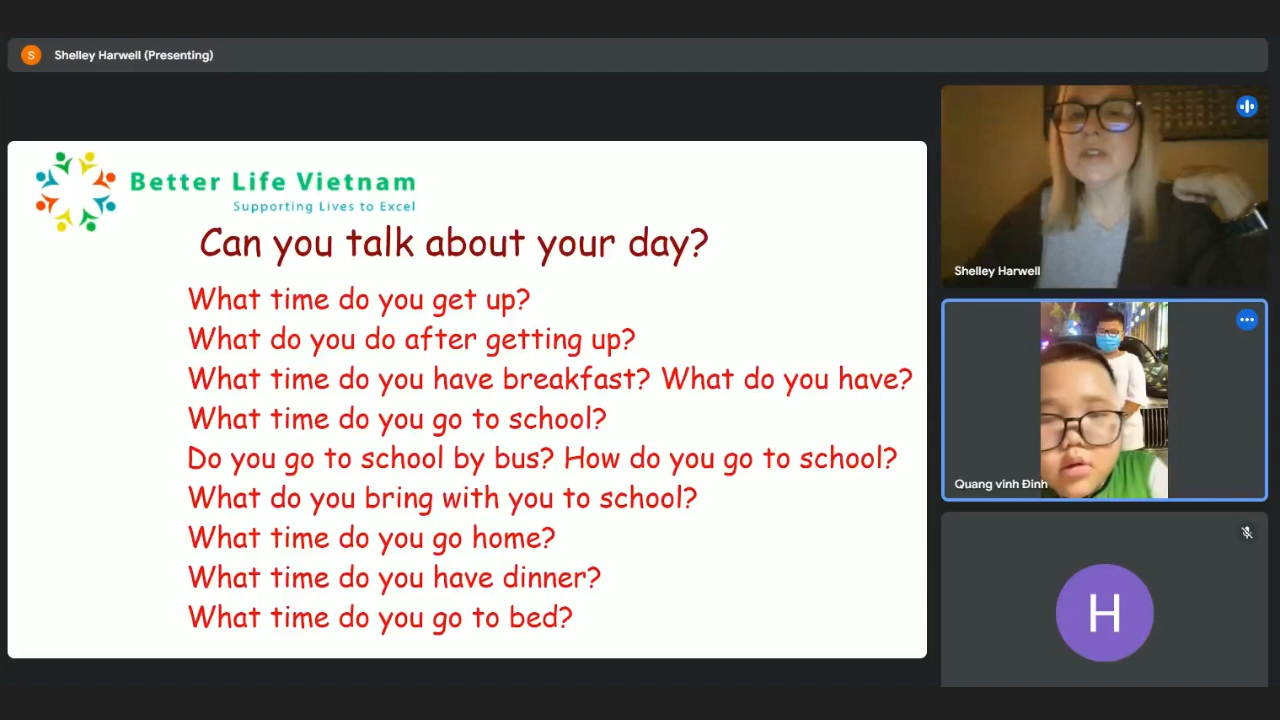 S
Shelley Harwell (Presenting)
Better Life Vietnam
Supporting Lives to Excel
Can you talk about your day?
What time do you get up?
What do you do after getting up?
What time do you have breakfast? What do you have?
What time do you go to school?
Do you go to school by bus? How do you go to school?
What do you bring with you to school?
What time do you go home?
What time do you have dinner?
What time do you go to bed?
Shelley Harwell
Quang vinh Đinh
H